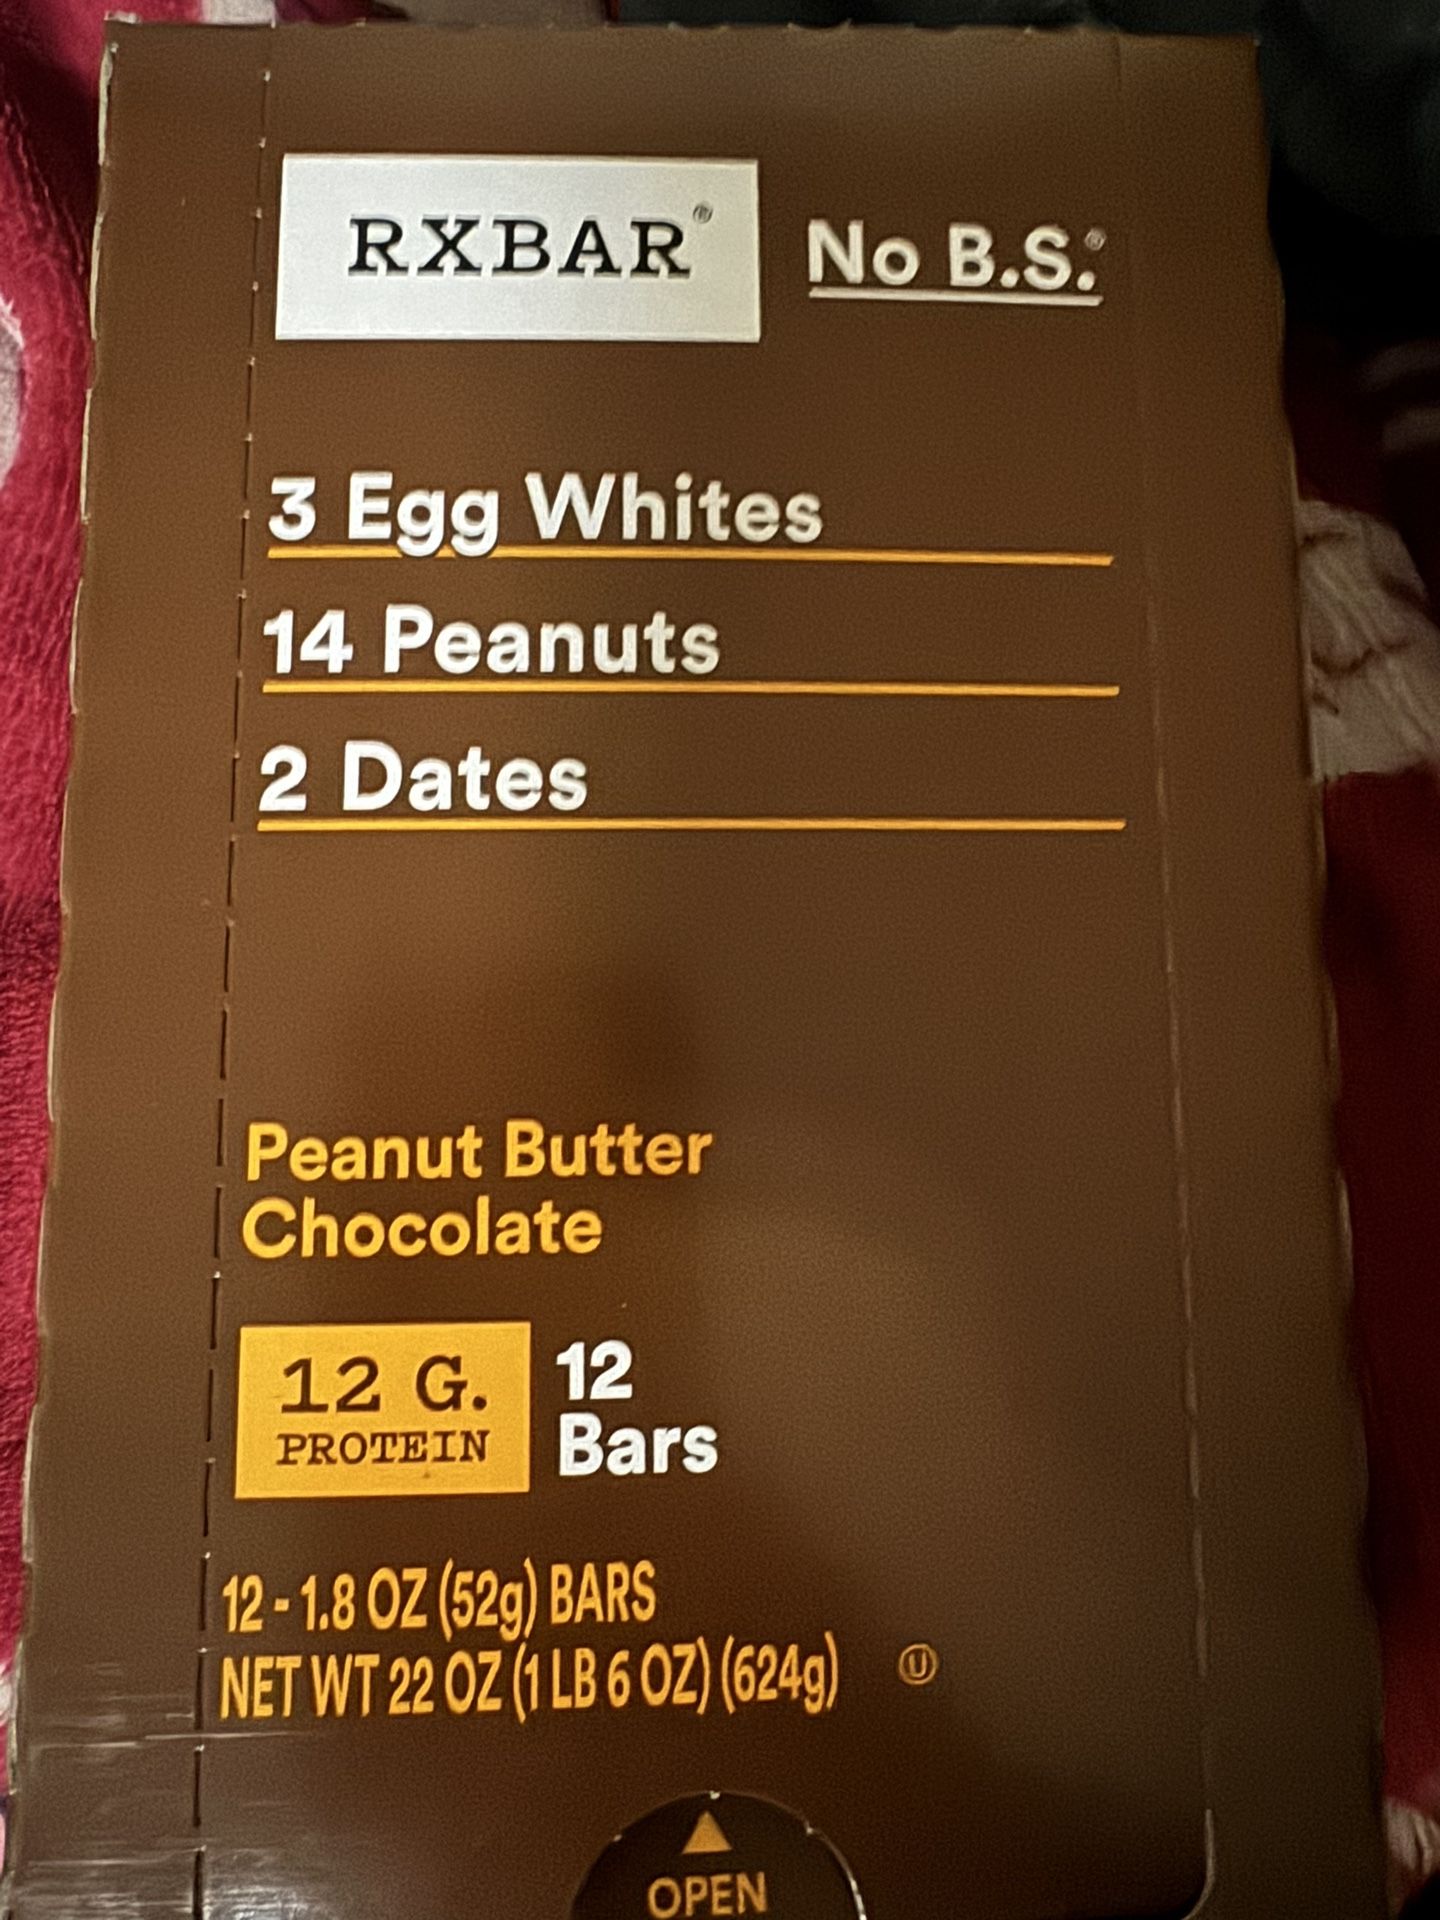 RXBAR® No B.S.®
3 Egg Whites
14 Peanuts
2 Dates
Peanut Butter
Chocolate
12 G.
PROTEIN
12
Bars
12 - 1.8 OZ (52g) BARS
NET WT 22 OZ (1 LB 6 OZ) (624g) Ⓤ
OPEN